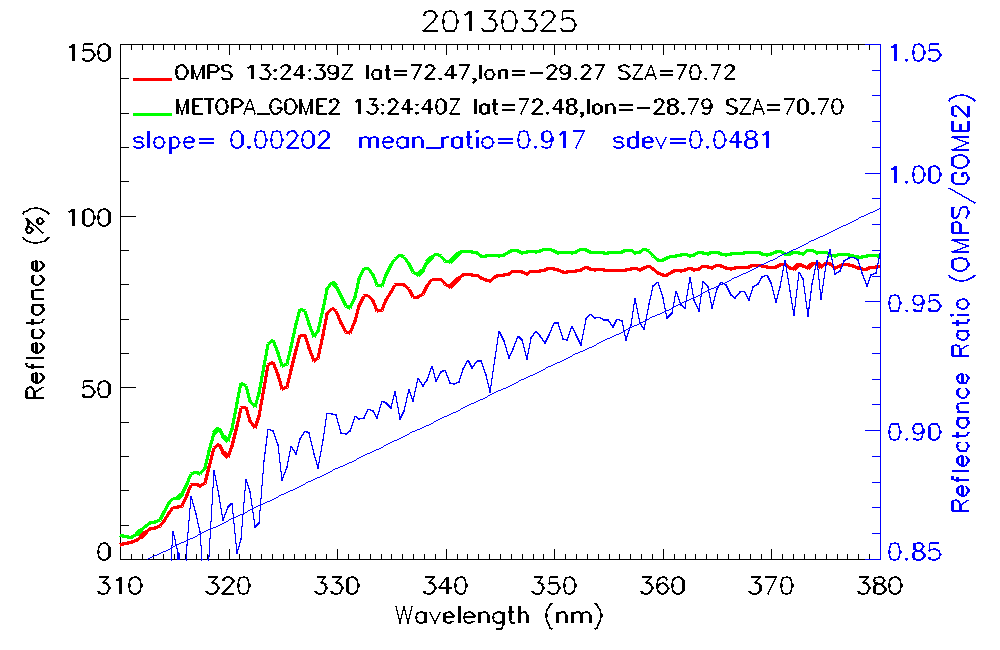 20130325
OMPS 13:24:39Z lat=72.47,lon=-29.27 SZA=70.72
METOPA_GOME2 13:24:40Z lat=72.48,lon=-28.79 SZA=70.70
slope= 0.00202 mean_ratio=0.917 sdev=0.0481
150
100
50
0
Reflectance (%)
1.05
1.00
0.95
0.90
0.85
Reflectance Ratio (OMPS/GOME2)
310 320 330 340 350 360 370 380
Wavelength (nm)